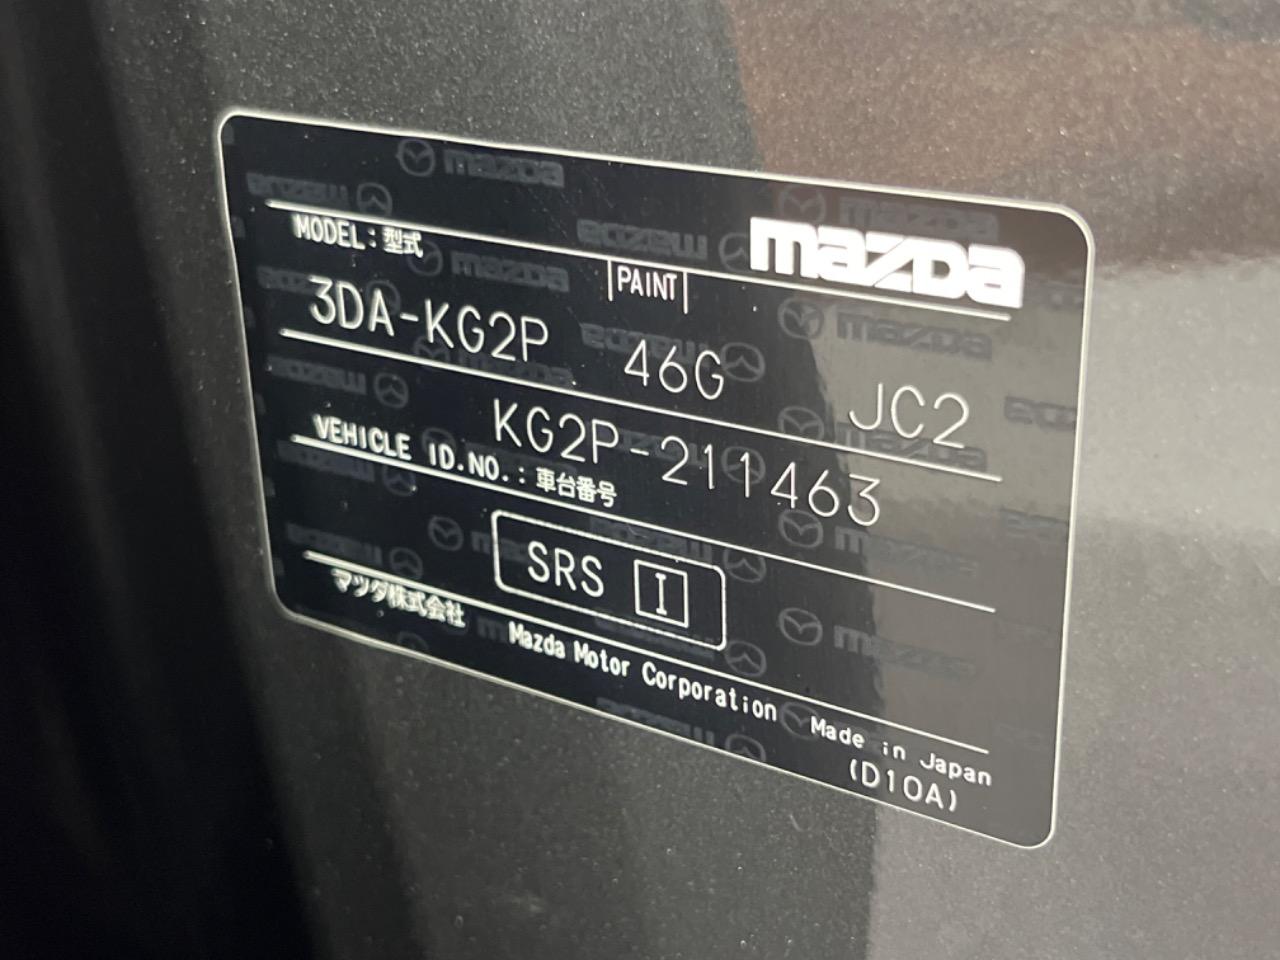 mazda
MODEL:型式
PAINT
3DA-KG2P 46G JC2
KG2P-211463
VEHICLE ID.NO.:車台番号
SRS I
マツダ株式会社 Mazda Motor Corporation Made in Japan
(D10A)